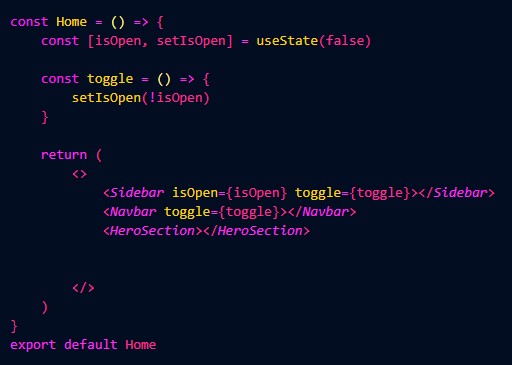 const Home = () => {
    const [isOpen, setIsOpen] = useState(false)

    const toggle = () => {
        setIsOpen(!isOpen)
    }

    return (
        <>
            <Sidebar isOpen={isOpen} toggle={toggle}></Sidebar>
            <Navbar toggle={toggle}></Navbar>
            <HeroSection></HeroSection>


        </>
    )
}
export default Home